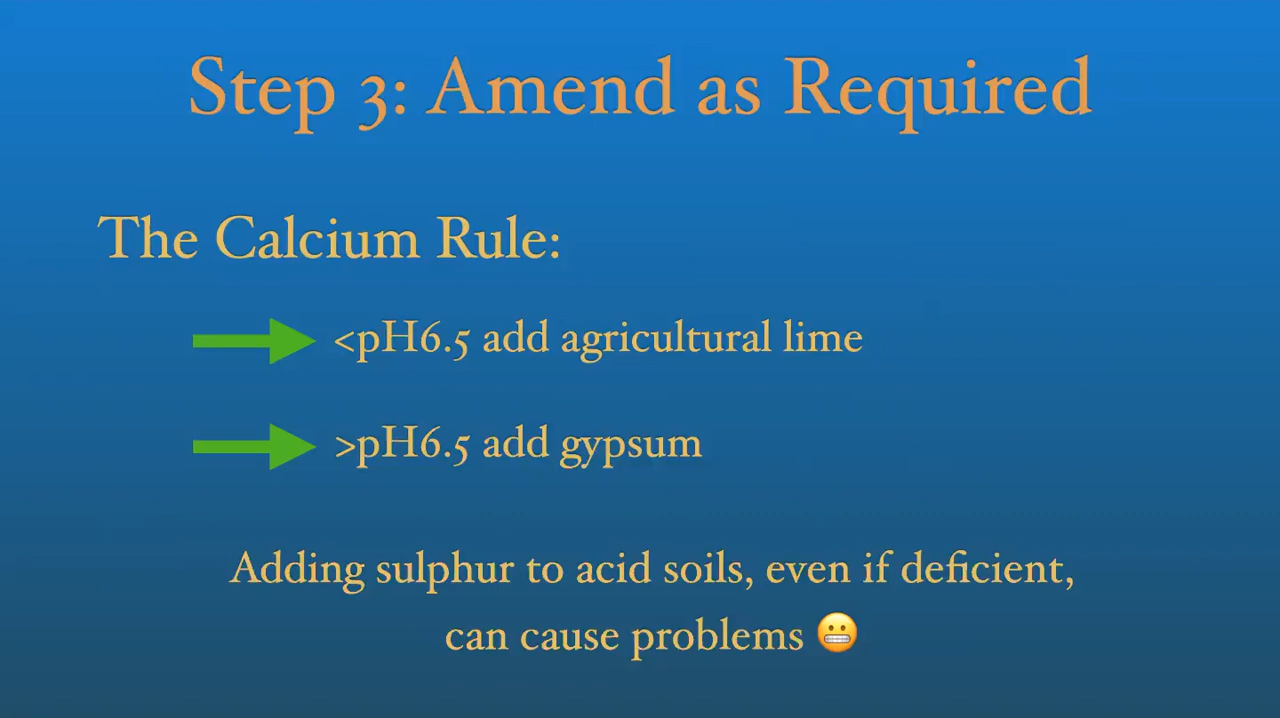 Step 3: Amend as Required
The Calcium Rule:
<pH6.5 add agricultural lime
>pH6.5 add gypsum
Adding sulphur to acid soils, even if deficient,
can cause problems 😬